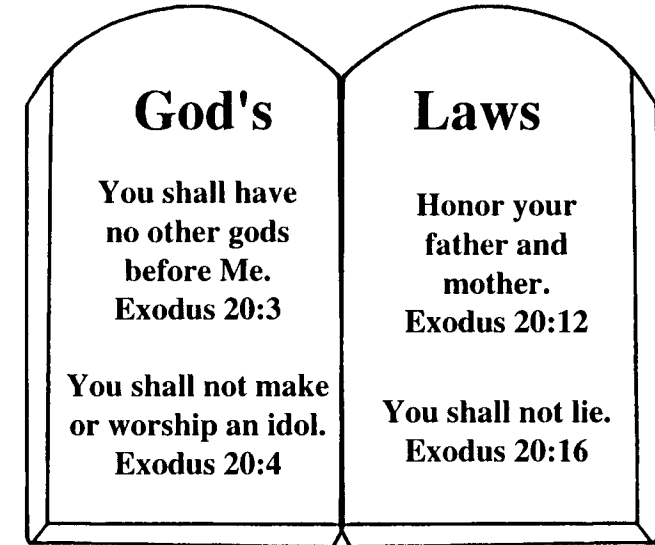 God's
You shall have
no other gods
before Me.
Exodus 20:3
You shall not make
or worship an idol.
Exodus 20:4
Laws
Honor your
father and
mother.
Exodus 20:12
You shall not lie.
Exodus 20:16